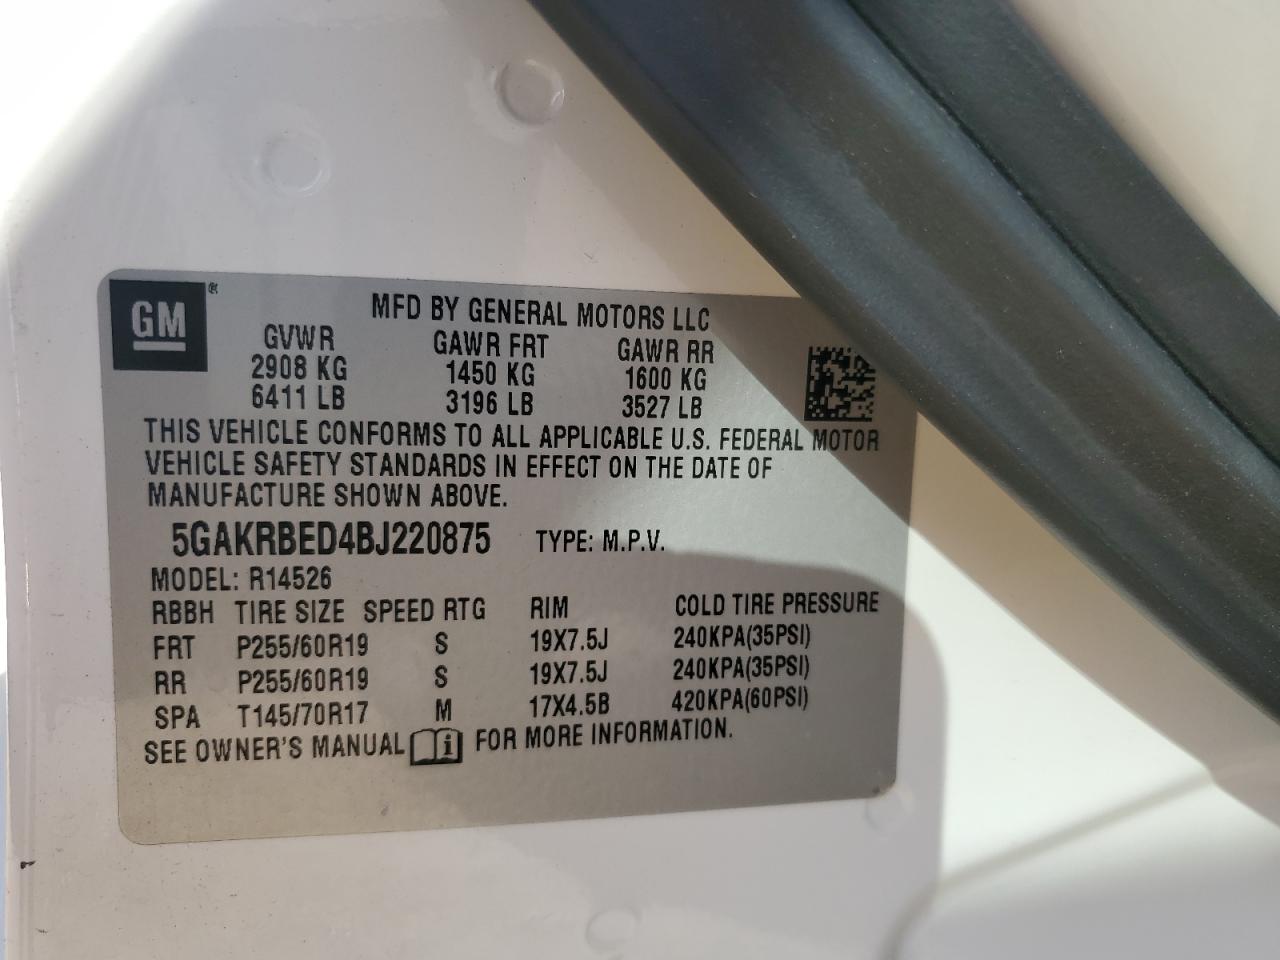 GM ®
MFD BY GENERAL MOTORS LLC
GVWR GAWR FRT GAWR RR
2908 KG 1450 KG 1600 KG
6411 LB 3196 LB 3527 LB
THIS VEHICLE CONFORMS TO ALL APPLICABLE U.S. FEDERAL MOTOR
VEHICLE SAFETY STANDARDS IN EFFECT ON THE DATE OF
MANUFACTURE SHOWN ABOVE.
5GAKRBED4BJ220875 TYPE: M.P.V.
MODEL: R14526
RBBH TIRE SIZE SPEED RTG RIM COLD TIRE PRESSURE
FRT P255/60R19 S 19X7.5J 240KPA(35PSI)
RR P255/60R19 S 19X7.5J 240KPA(35PSI)
SPA T145/70R17 M 17X4.5B 420KPA(60PSI)
SEE OWNER'S MANUAL i FOR MORE INFORMATION.